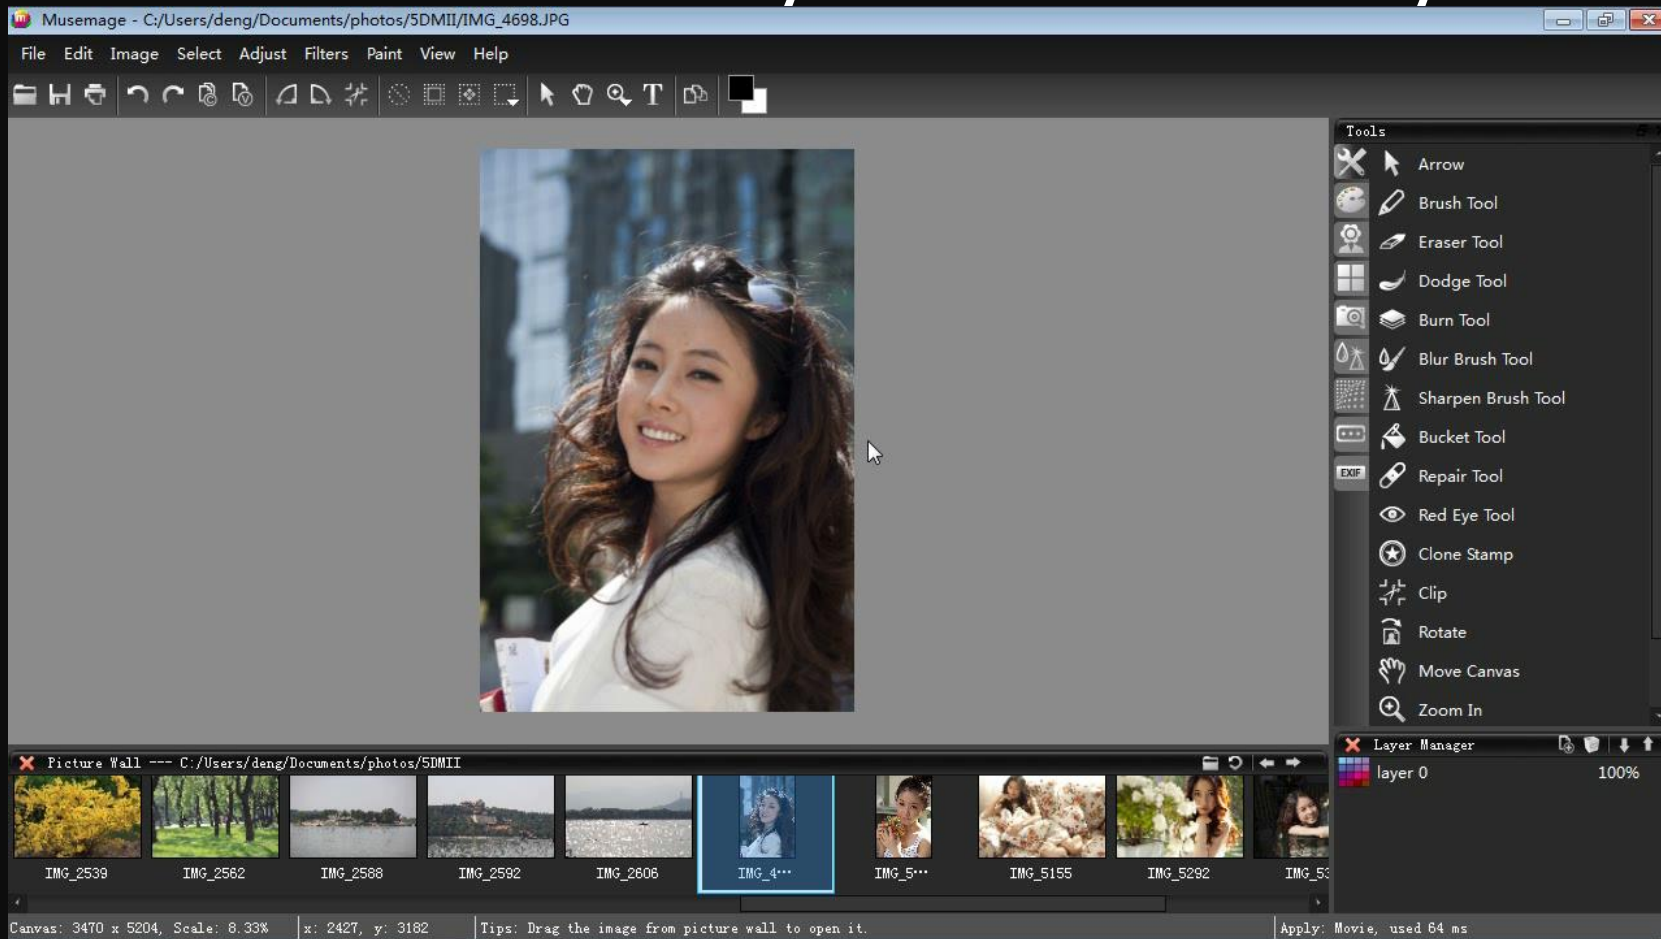 Musemage - C:/Users/deng/Documents/photos/5DMII/IMG_4698.JPG
File Edit Image Select Adjust Filters Paint View Help
T
Tools
Arrow
Brush Tool
Eraser Tool
Dodge Tool
Burn Tool
Blur Brush Tool
Sharpen Brush Tool
Bucket Tool
EXIF
Repair Tool
Red Eye Tool
Clone Stamp
Clip
Rotate
Move Canvas
Zoom In
Picture Wall --- C:/Users/deng/Documents/photos/5DMII
IMG_2539 IMG_2562 IMG_2588 IMG_2592 IMG_2606 IMG_4··· IMG_5··· IMG_5155 IMG_5292 IMG_53
Layer Manager
layer 0 100%
Canvas: 3470 x 5204, Scale: 8.33% x: 2427, y: 3182 Tips: Drag the image from picture wall to open it. Apply: Movie, used 64 ms